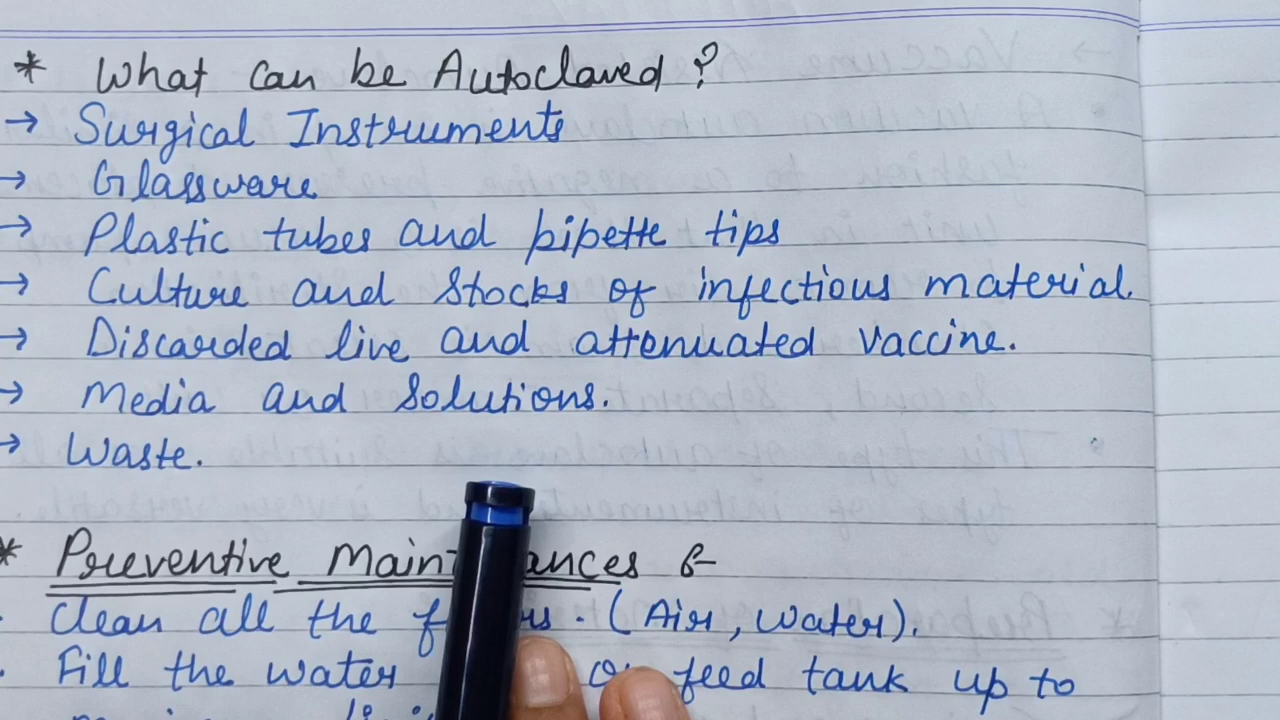 * What can be Autoclaved ?
→ Surgical Instruments
→ Glassware
→ Plastic tubes and pipette tips
→ Culture and Stocks of infectious material.
→ Discarded live and attenuated vaccine.
→ Media and Solutions.
→ Waste.
* Preventive :-
. Clean all the . (Air, Water).
. Fill the water feed tank up to